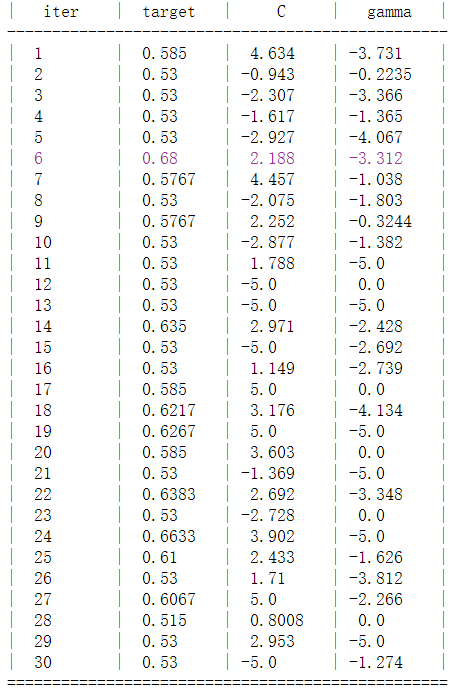 | iter | target | C | gamma |
-------------------------------------------------
| 1 | 0.585 | 4.634 | -3.731 |
| 2 | 0.53 | -0.943 | -0.2235 |
| 3 | 0.53 | -2.307 | -3.366 |
| 4 | 0.53 | -1.617 | -1.365 |
| 5 | 0.53 | -2.927 | -4.067 |
| 6 | 0.68 | 2.188 | -3.312 |
| 7 | 0.5767 | 4.457 | -1.038 |
| 8 | 0.53 | -2.075 | -1.803 |
| 9 | 0.5767 | 2.252 | -0.3244 |
| 10 | 0.53 | -2.877 | -1.382 |
| 11 | 0.53 | 1.788 | -5.0 |
| 12 | 0.53 | -5.0 | 0.0 |
| 13 | 0.53 | -5.0 | -5.0 |
| 14 | 0.635 | 2.971 | -2.428 |
| 15 | 0.53 | -5.0 | -2.692 |
| 16 | 0.53 | 1.149 | -2.739 |
| 17 | 0.585 | 5.0 | 0.0 |
| 18 | 0.6217 | 3.176 | -4.134 |
| 19 | 0.6267 | 5.0 | -5.0 |
| 20 | 0.585 | 3.603 | 0.0 |
| 21 | 0.53 | -1.369 | -5.0 |
| 22 | 0.6383 | 2.692 | -3.348 |
| 23 | 0.53 | -2.728 | 0.0 |
| 24 | 0.6633 | 3.902 | -5.0 |
| 25 | 0.61 | 2.433 | -1.626 |
| 26 | 0.53 | 1.71 | -3.812 |
| 27 | 0.6067 | 5.0 | -2.266 |
| 28 | 0.515 | 0.8008 | 0.0 |
| 29 | 0.53 | 2.953 | -5.0 |
| 30 | 0.53 | -5.0 | -1.274 |
=================================================